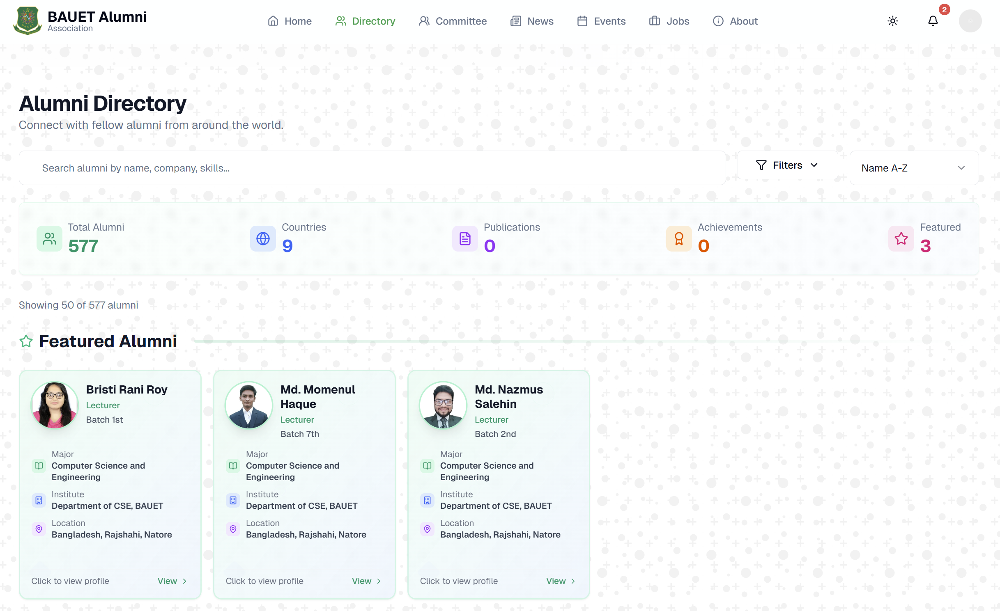 BAUET Alumni
Association
Home
Directory
Committee
News
Events
Jobs
About
2
Alumni Directory
Connect with fellow alumni from around the world.
Search alumni by name, company, skills...
Filters
Name A-Z
Total Alumni
577
Countries
9
Publications
0
Achievements
0
Featured
3
Showing 50 of 577 alumni
Featured Alumni
Bristi Rani Roy
Lecturer
Batch 1st
Major
Computer Science and
Engineering
Institute
Department of CSE, BAUET
Location
Bangladesh, Rajshahi, Natore
Click to view profile
View
Md. Momenul
Haque
Lecturer
Batch 7th
Major
Computer Science and
Engineering
Institute
Department of CSE, BAUET
Location
Bangladesh, Rajshahi, Natore
Click to view profile
View
Md. Nazmus
Salehin
Lecturer
Batch 2nd
Major
Computer Science and
Engineering
Institute
Department of CSE, BAUET
Location
Bangladesh, Rajshahi, Natore
Click to view profile
View